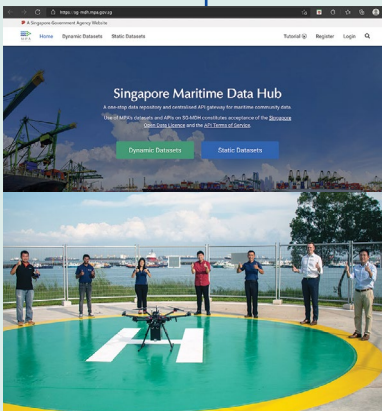 https://sg-mdh.mpa.gov.sg
A Singapore Government Agency Website
MPA
Home Dynamic Datasets Static Datasets Tutorial Register Login
Singapore Maritime Data Hub
A one-stop data repository and centralised API gateway for maritime community data.
Use of MPA's datasets and APIs on SG-MDH constitutes acceptance of the Singapore
Open Data Licence and the API Terms of Service.
Dynamic Datasets Static Datasets
H